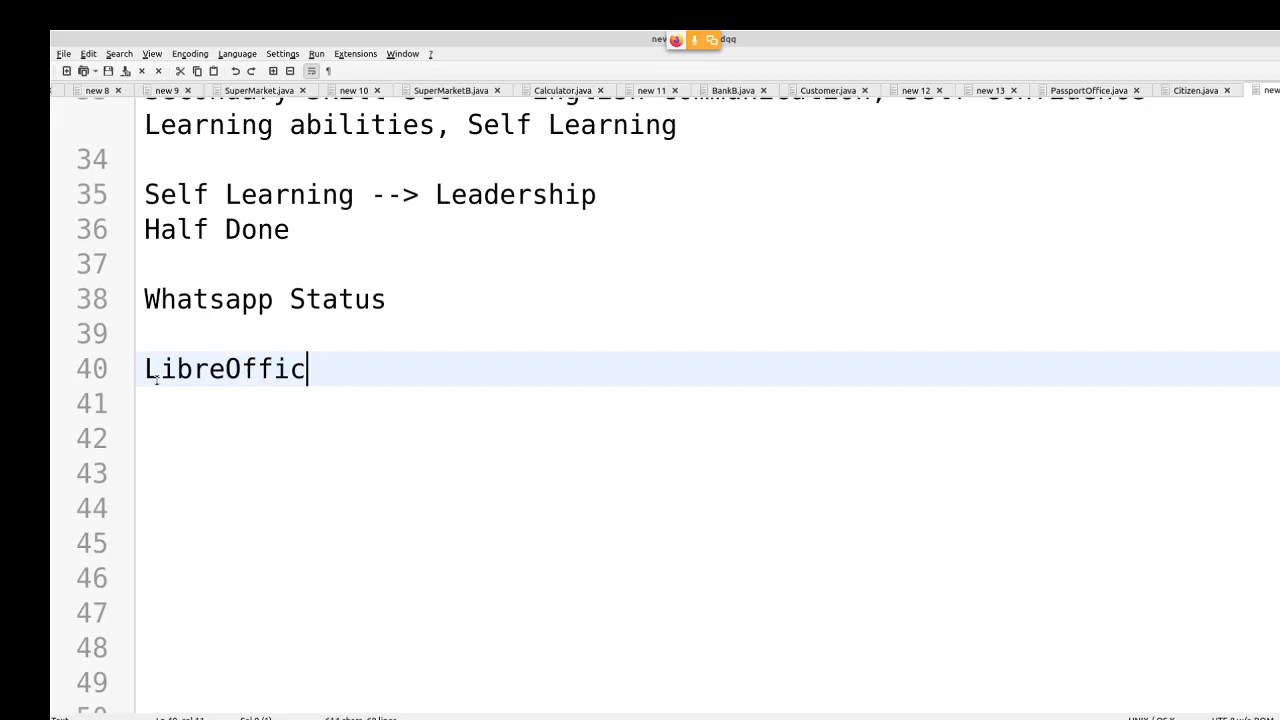 new dqq
File Edit Search View Encoding Language Settings Run Extensions Window ?
new 8 new 9 SuperMarket.java new 10 SuperMarketB.java Calculator.java new 11 BankB.java Customer.java new 12 new 13 PassportOffice.java Citizen.java new
Learning abilities, Self Learning
34
35 Self Learning --> Leadership
36 Half Done
37
38 Whatsapp Status
39
40 LibreOffic
41
42
43
44
45
46
47
48
49